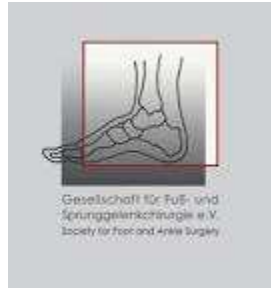 Gesellschaft für Fuß- und
Sprunggelenkchirurgie e.V.
Society for Foot and Ankle Surgery